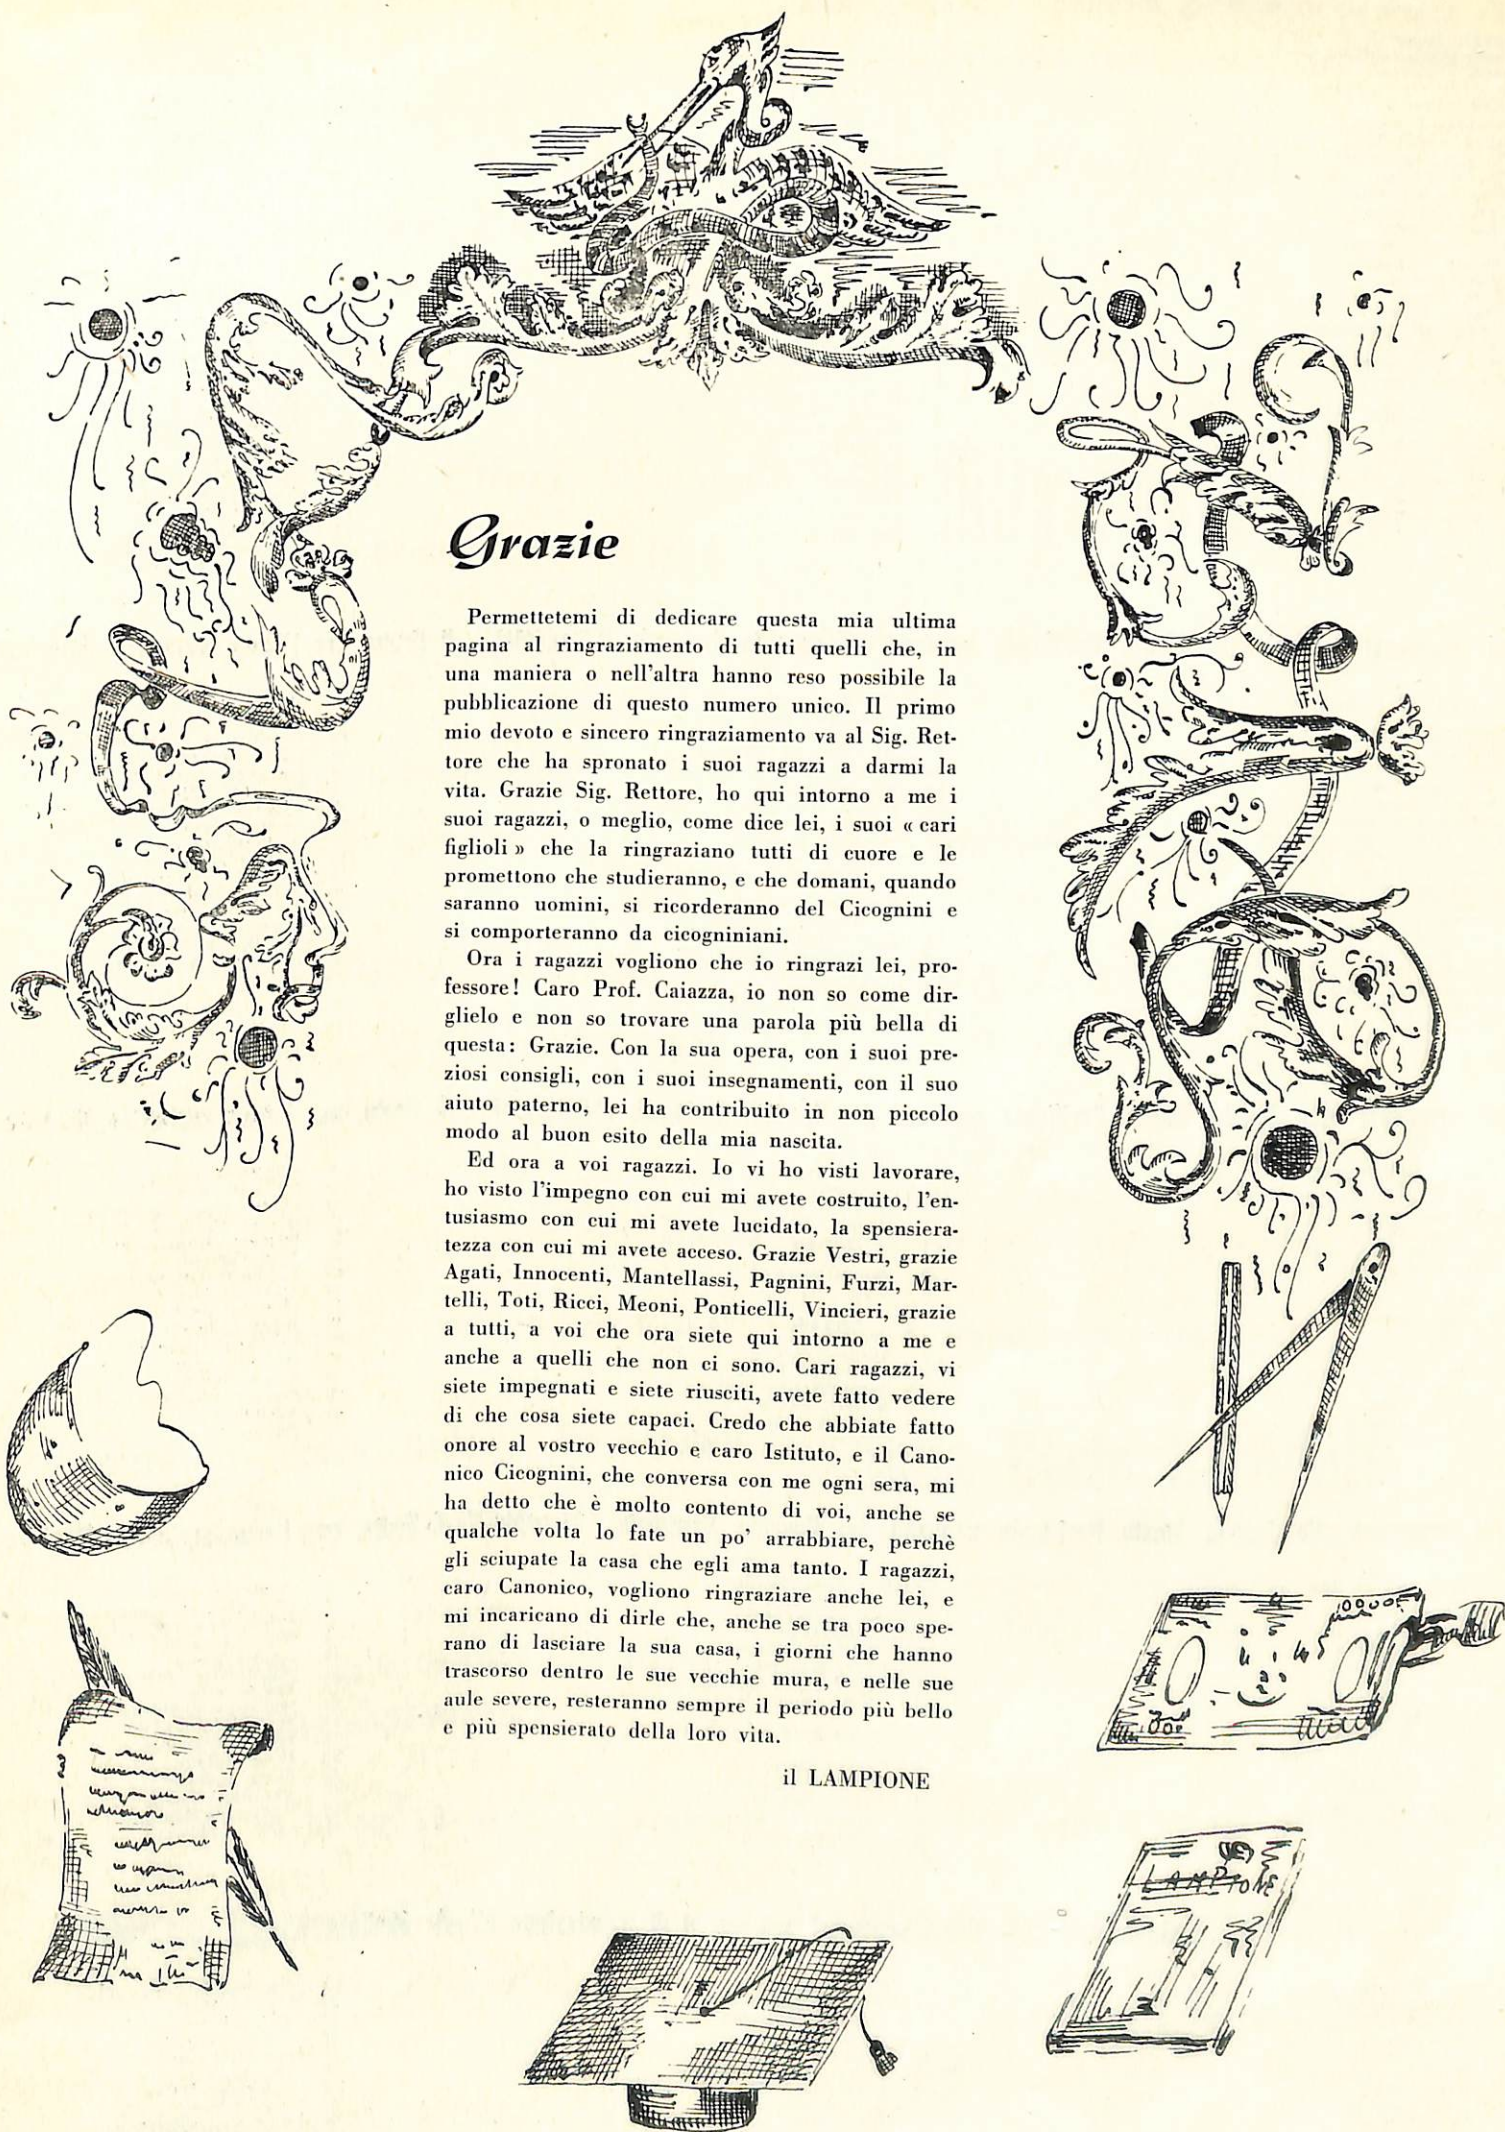 Grazie
Permettetemi di dedicare questa mia ultima
pagina al ringraziamento di tutti quelli che, in
una maniera o nell'altra hanno reso possibile la
pubblicazione di questo numero unico. Il primo
mio devoto e sincero ringraziamento va al Sig. Ret-
tore che ha spronato i suoi ragazzi a darmi la
vita. Grazie Sig. Rettore, ho qui intorno a me i
suoi ragazzi, o meglio, come dice lei, i suoi « cari
figlioli » che la ringraziano tutti di cuore e le
promettono che studieranno, e che domani, quando
saranno uomini, si ricorderanno del Cicognini e
si comporteranno da cicogniniani.
Ora i ragazzi vogliono che io ringrazi lei, pro-
fessore! Caro Prof. Caiazza, io non so come dir-
glielo e non so trovare una parola più bella di
questa: Grazie. Con la sua opera, con i suoi pre-
ziosi consigli, con i suoi insegnamenti, con il suo
aiuto paterno, lei ha contribuito in non piccolo
modo al buon esito della mia nascita.
Ed ora a voi ragazzi. Io vi ho visti lavorare,
ho visto l'impegno con cui mi avete costruito, l'en-
tusiasmo con cui mi avete lucidato, la spensiera-
tezza con cui mi avete acceso. Grazie Vestri, grazie
Agati, Innocenti, Mantellassi, Pagnini, Furzi, Mar-
telli, Toti, Ricci, Meoni, Ponticelli, Vincieri, grazie
a tutti, a voi che ora siete qui intorno a me e
anche a quelli che non ci sono. Cari ragazzi, vi
siete impegnati e siete riusciti, avete fatto vedere
di che cosa siete capaci. Credo che abbiate fatto
onore al vostro vecchio e caro Istituto, e il Cano-
nico Cicognini, che conversa con me ogni sera, mi
ha detto che è molto contento di voi, anche se
qualche volta lo fate un po' arrabbiare, perchè
gli sciupate la casa che egli ama tanto. I ragazzi,
caro Canonico, vogliono ringraziare anche lei, e
mi incaricano di dirle che, anche se tra poco spe-
rano di lasciare la sua casa, i giorni che hanno
trascorso dentro le sue vecchie mura, e nelle sue
aule severe, resteranno sempre il periodo più bello
e più spensierato della loro vita.
il LAMPIONE
LAMPIONE